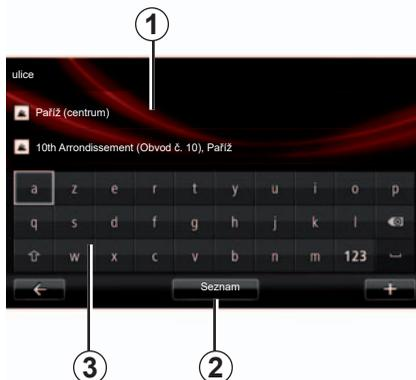 1
ulice
Paříž (centrum)
10th Arrondissement (Obvod č. 10), Paříž
a z e r t y u i o p
q s d f g h j k l
w x c v b n m 123
Seznam
3 2